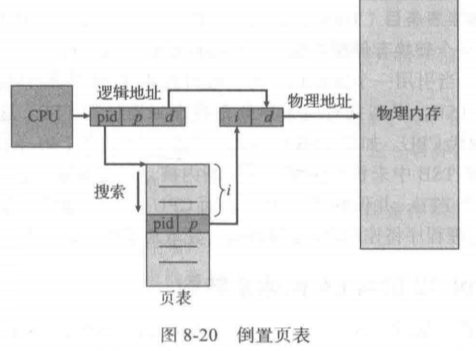 逻辑地址
物理地址
CPU
pid p d
i d
物理内存
搜索
i
pid p
页表
图 8-20 倒置页表